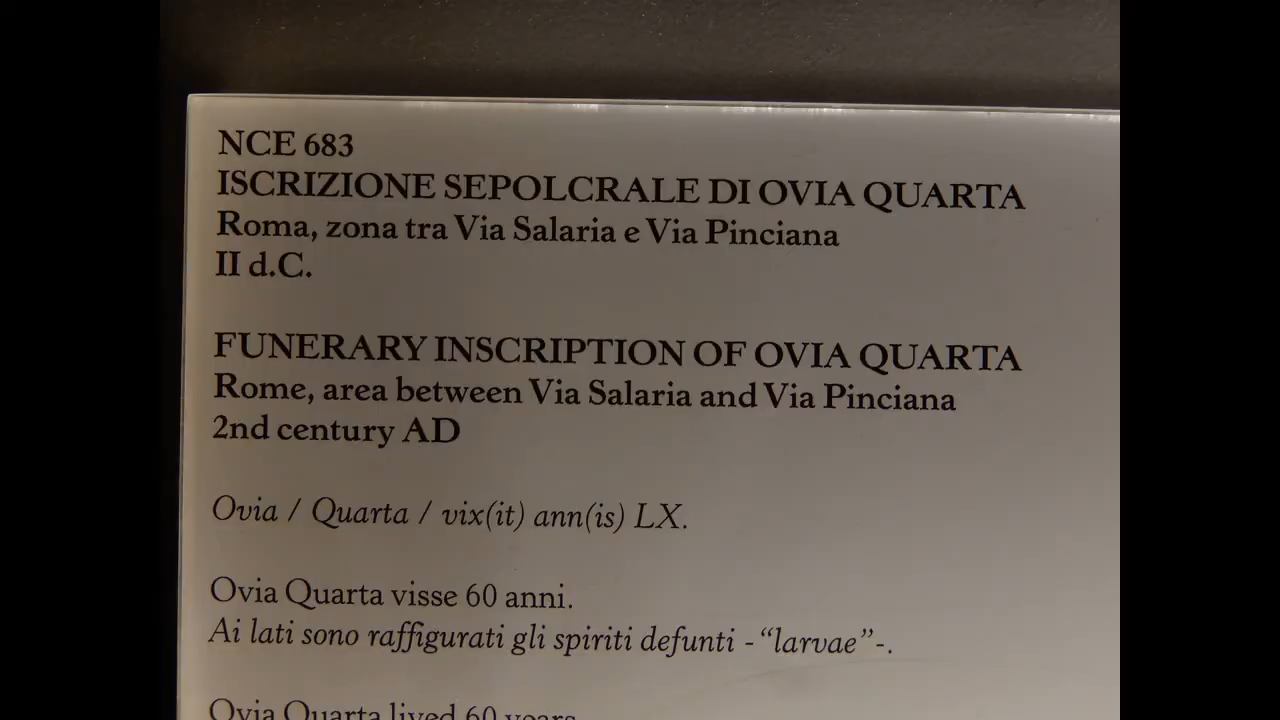 NCE 683
ISCRIZIONE SEPOLCRALE DI OVIA QUARTA
Roma, zona tra Via Salaria e Via Pinciana
II d.C.
FUNERARY INSCRIPTION OF OVIA QUARTA
Rome, area between Via Salaria and Via Pinciana
2nd century AD
Ovia / Quarta / vix(it) ann(is) LX.
Ovia Quarta visse 60 anni.
Ai lati sono raffigurati gli spiriti defunti -“larvae”-.
Ovia Quarta lived 60 years.